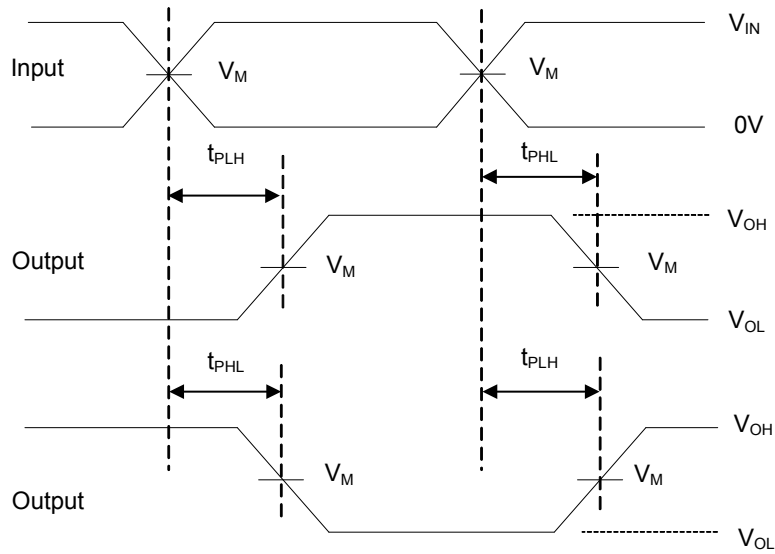 V_IN
Input
V_M
V_M
0V
t_PLH
t_PHL
V_OH
Output
V_M
V_M
V_OL
t_PHL
t_PLH
V_OH
V_M
V_M
Output
V_OL